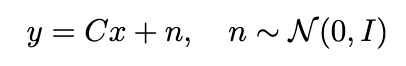 y = Cx + n,  n ∼ 𝒩(0, I)